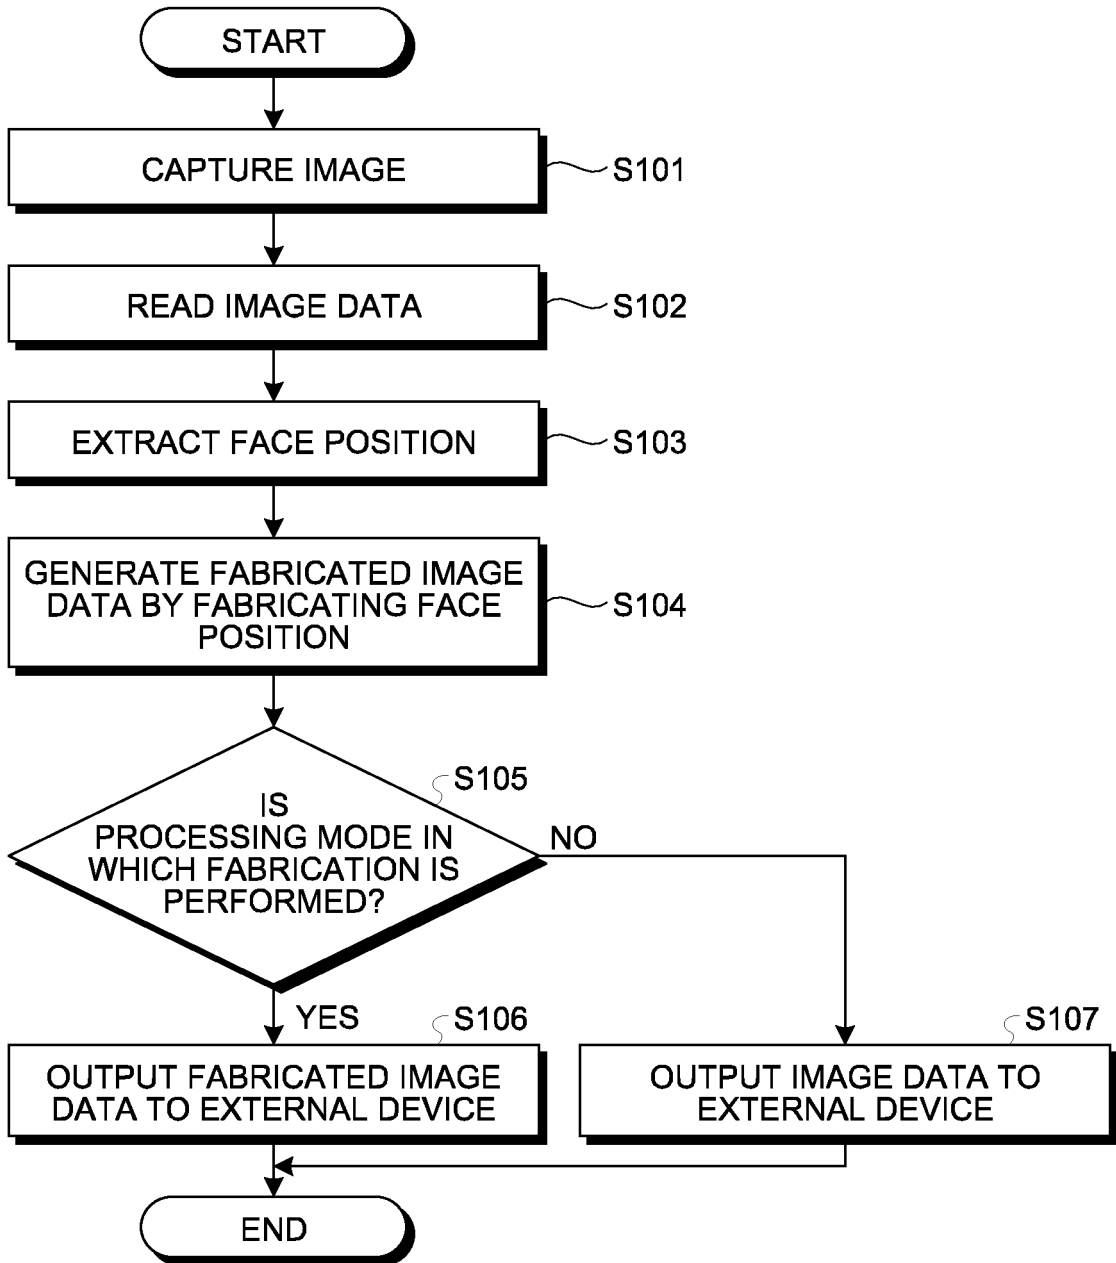 START
CAPTURE IMAGE
S101
READ IMAGE DATA
S102
EXTRACT FACE POSITION
S103
GENERATE FABRICATED IMAGE
DATA BY FABRICATING FACE
POSITION
S104
S105
IS
PROCESSING MODE IN
WHICH FABRICATION IS
PERFORMED?
NO
YES
S106
OUTPUT FABRICATED IMAGE
DATA TO EXTERNAL DEVICE
S107
OUTPUT IMAGE DATA TO
EXTERNAL DEVICE
END